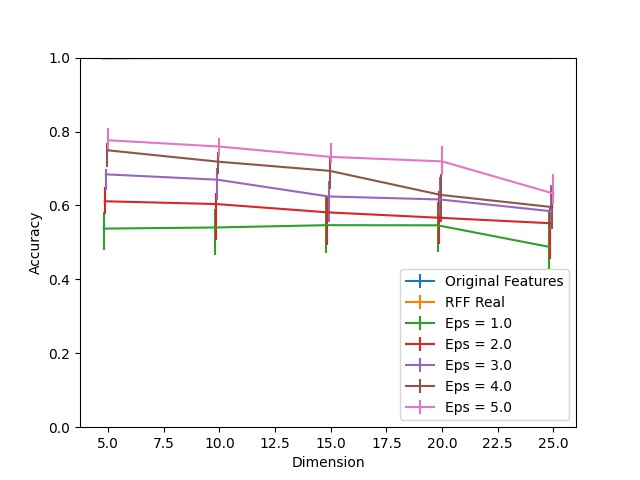 1.0
0.8
0.6
0.4
0.2
0.0
Accuracy
Original Features
RFF Real
Eps = 1.0
Eps = 2.0
Eps = 3.0
Eps = 4.0
Eps = 5.0
5.0 7.5 10.0 12.5 15.0 17.5 20.0 22.5 25.0
Dimension